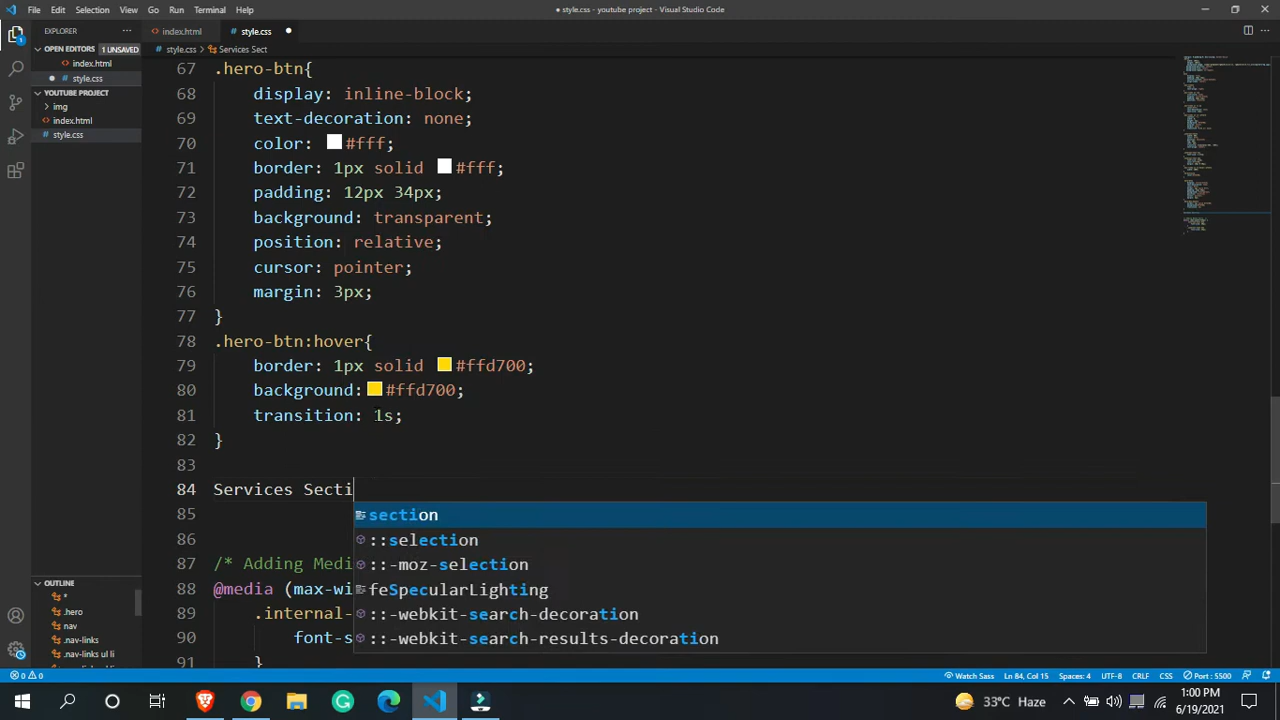 File Edit Selection View Go Run Terminal Help
style.css - youtube project - Visual Studio Code
EXPLORER
index.html
style.css
OPEN EDITORS 1 UNSAVED
index.html
style.css
YOUTUBE PROJECT
img
index.html
style.css
style.css > Services Sect
67 .hero-btn{
68 display: inline-block;
69 text-decoration: none;
70 color: #fff;
71 border: 1px solid #fff;
72 padding: 12px 34px;
73 background: transparent;
74 position: relative;
75 cursor: pointer;
76 margin: 3px;
77 }
78 .hero-btn:hover{
79 border: 1px solid #ffd700;
80 background: #ffd700;
81 transition: 1s;
82 }
83
84 Services Secti
85
86
87 /* Adding Medi
88 @media (max-wi
89 .internal-
90 font-s
91 }
section
::selection
::-moz-selection
feSpecularLighting
::-webkit-search-decoration
::-webkit-search-results-decoration
OUTLINE
*
.hero
nav
.nav-links
.nav-links ul li
0 0
Watch Sass Ln 84, Col 15 Spaces: 4 UTF-8 CRLF CSS Port : 5500
33°C Haze
1:00 PM
6/19/2021